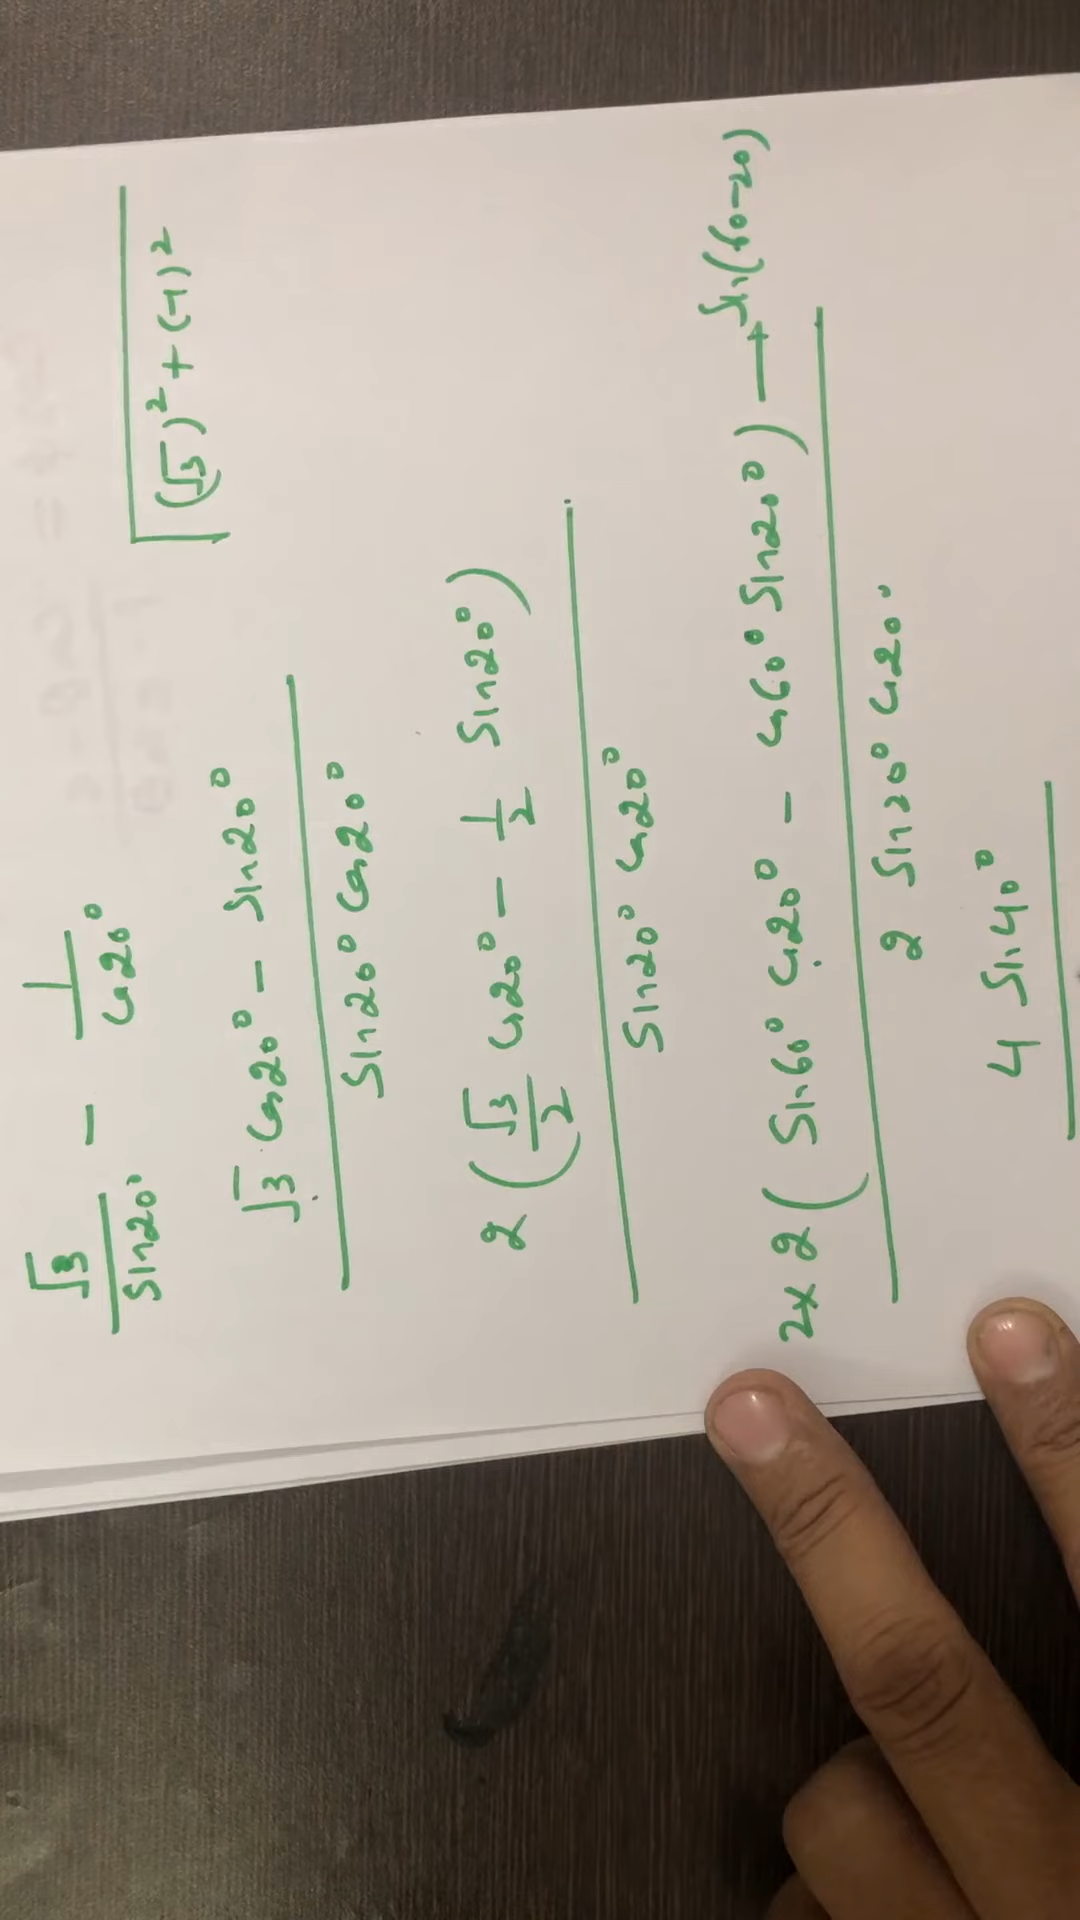 √3/Sin20° − 1/Cos20°
√((√3)² + (-1)²)
√3 Cos20° − Sin20°
Sin20° Cos20°
2 ( √3/2 Cos20° − 1/2 Sin20° )
Sin20° Cos20°
2×2 ( Sin60° Cos20° − Cos60° Sin20° ) → Sin(60-20)
2 Sin20° Cos20°
4 Sin40°